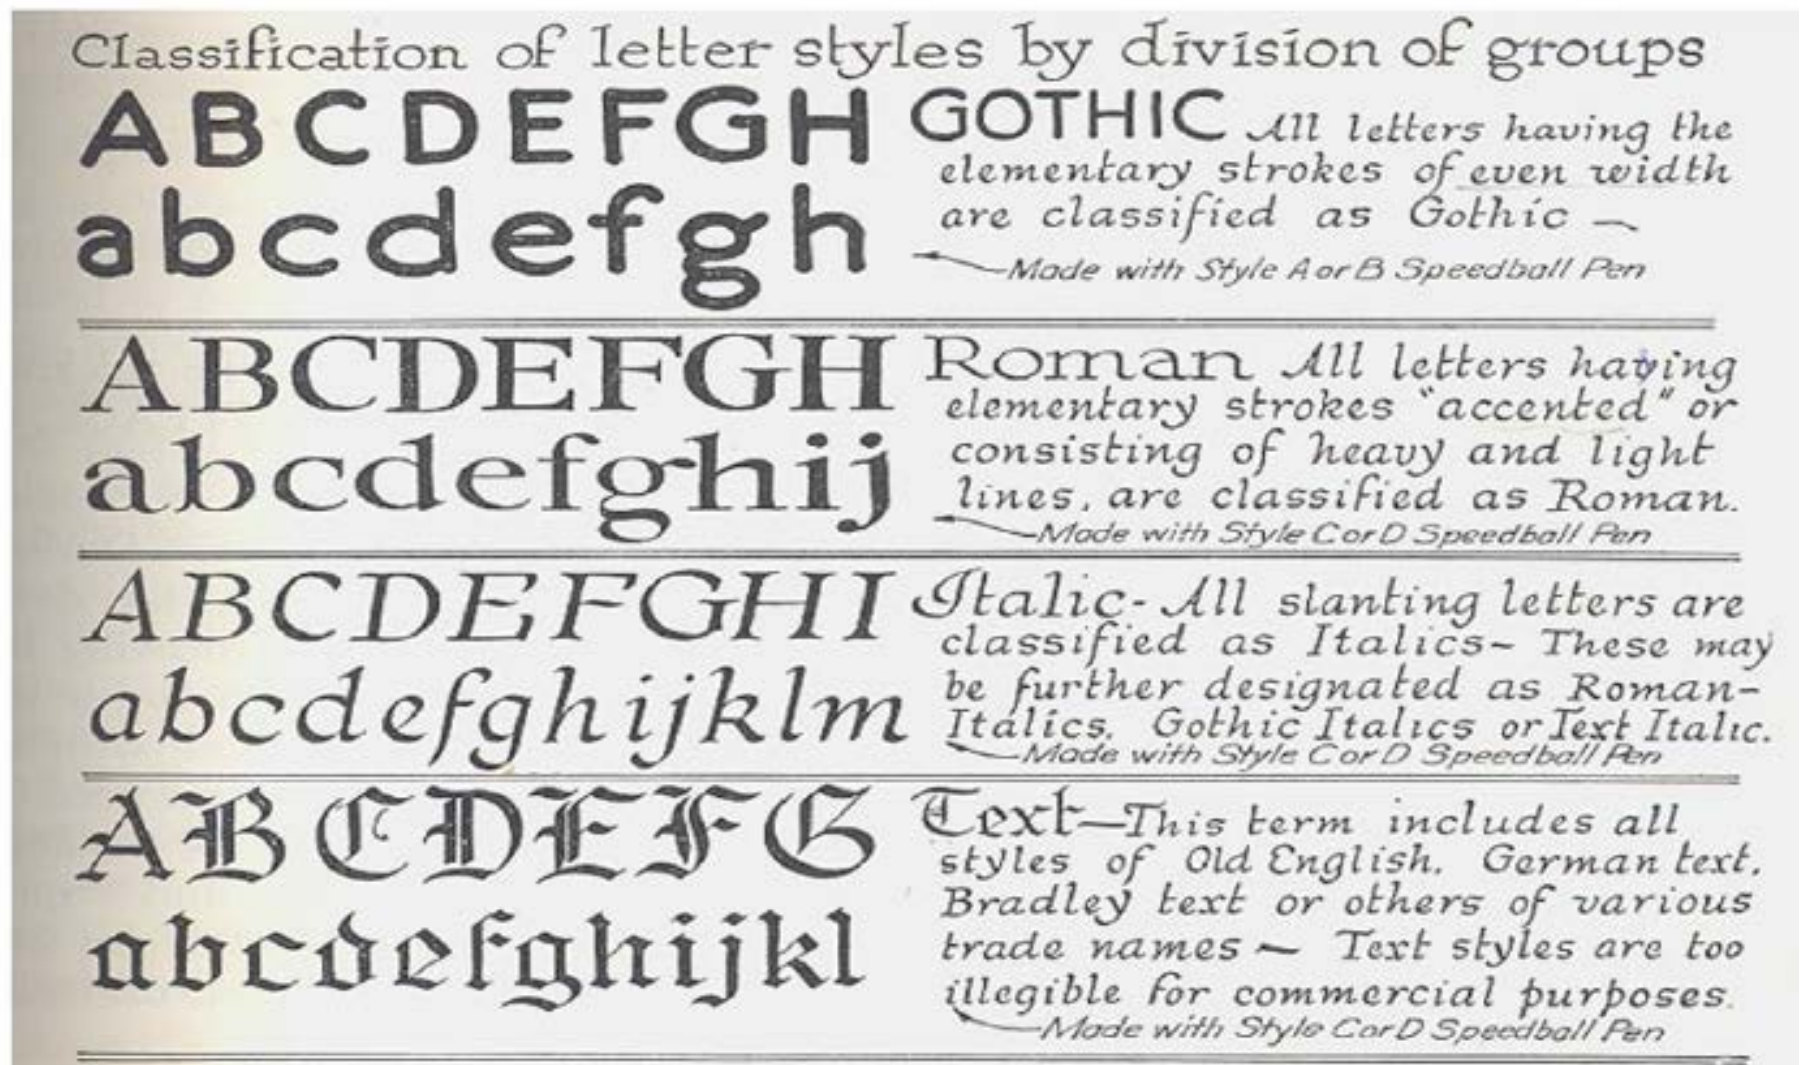 Classification of letter styles by division of groups
A B C D E F G H
a b c d e f g h
GOTHIC All letters having the
elementary strokes of even width
are classified as Gothic —
Made with Style A or B Speedball Pen
ABCDEFGH
abcdefghij
Roman All letters having
elementary strokes "accented" or
consisting of heavy and light
lines, are classified as Roman.
Made with Style C or D Speedball Pen
ABCDEFGHI
abcdefghijklm
Italic- All slanting letters are
classified as Italics~ These may
be further designated as Roman-
Italics. Gothic Italics or Text Italic.
Made with Style C or D Speedball Pen
ABCDEFG
abcdefghijkl
Text—This term includes all
styles of Old English. German text.
Bradley text or others of various
trade names — Text styles are too
illegible for commercial purposes.
Made with Style C or D Speedball Pen